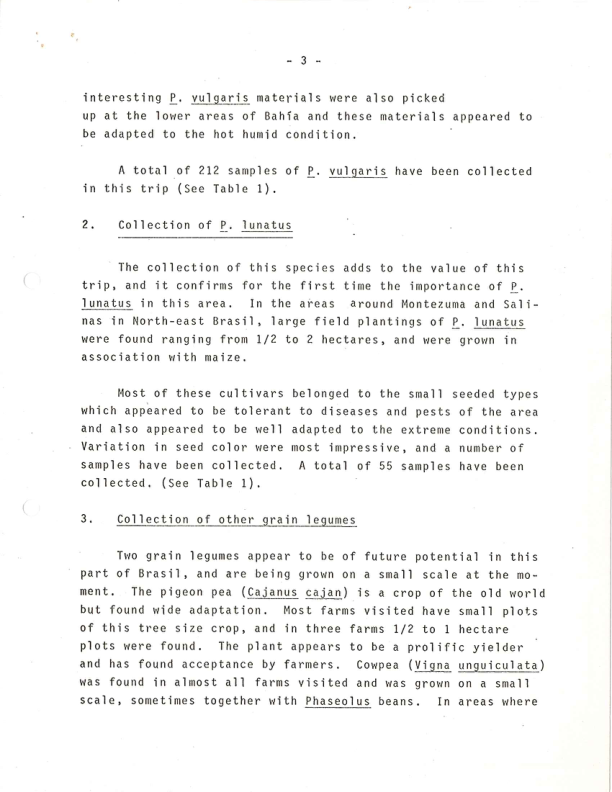 - 3 -
interesting P. vulgaris materials were also picked
up at the lower areas of Bahía and these materials appeared to
be adapted to the hot humid condition.
A total of 212 samples of P. vulgaris have been collected
in this trip (See Table 1).
2. Collection of P. lunatus
The collection of this species adds to the value of this
trip, and it confirms for the first time the importance of P.
lunatus in this area. In the areas around Montezuma and Sali-
nas in North-east Brasil, large field plantings of P. lunatus
were found ranging from 1/2 to 2 hectares, and were grown in
association with maize.
Most of these cultivars belonged to the small seeded types
which appeared to be tolerant to diseases and pests of the area
and also appeared to be well adapted to the extreme conditions.
Variation in seed color were most impressive, and a number of
samples have been collected. A total of 55 samples have been
collected. (See Table 1).
3. Collection of other grain legumes
Two grain legumes appear to be of future potential in this
part of Brasil, and are being grown on a small scale at the mo-
ment. The pigeon pea (Cajanus cajan) is a crop of the old world
but found wide adaptation. Most farms visited have small plots
of this tree size crop, and in three farms 1/2 to 1 hectare
plots were found. The plant appears to be a prolific yielder
and has found acceptance by farmers. Cowpea (Vigna unguiculata)
was found in almost all farms visited and was grown on a small
scale, sometimes together with Phaseolus beans. In areas where